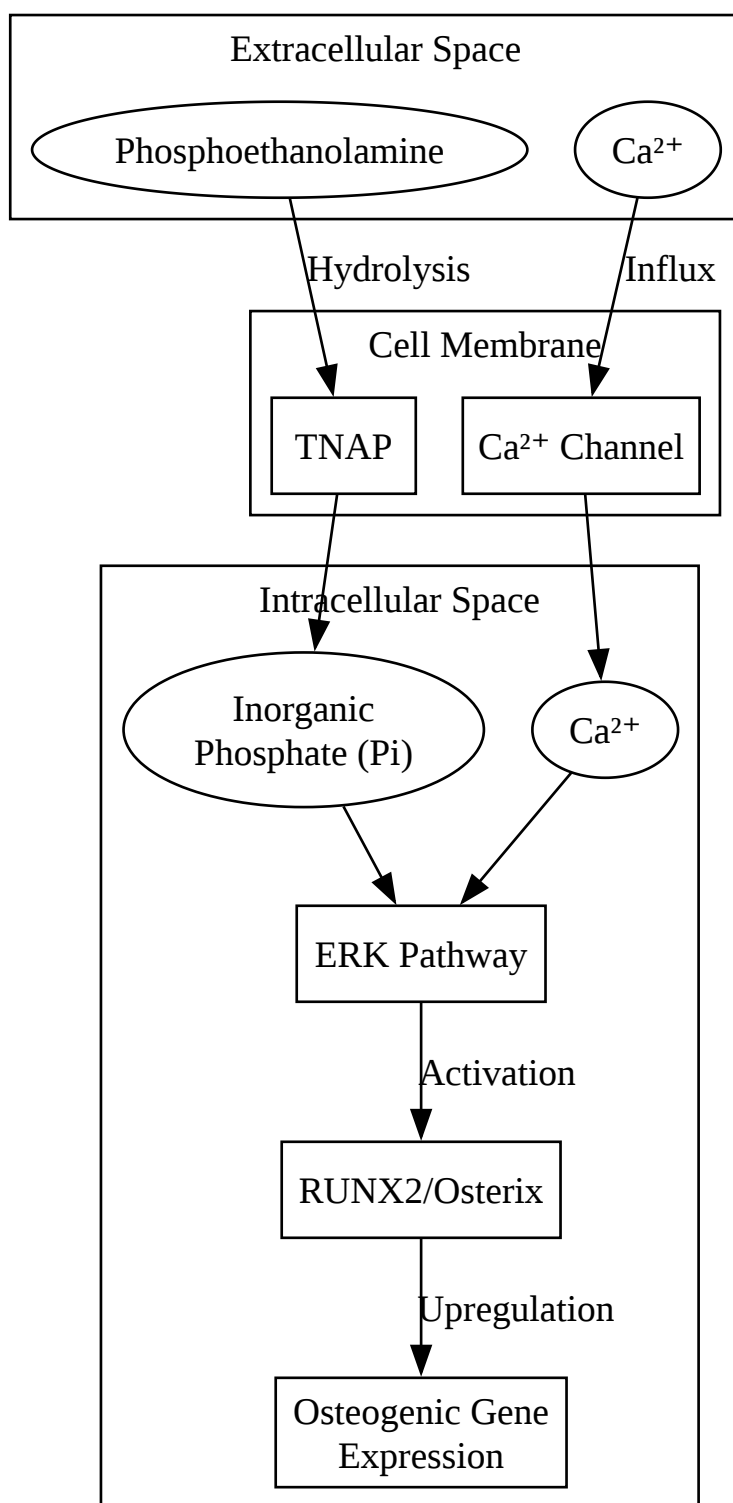 Extracellular Space
Phosphoethanolamine
Ca²⁺
Hydrolysis
Influx
Cell Membrane
TNAP
Ca²⁺ Channel
Intracellular Space
Inorganic
Phosphate (Pi)
Ca²⁺
ERK Pathway
Activation
RUNX2/Osterix
Upregulation
Osteogenic Gene
Expression